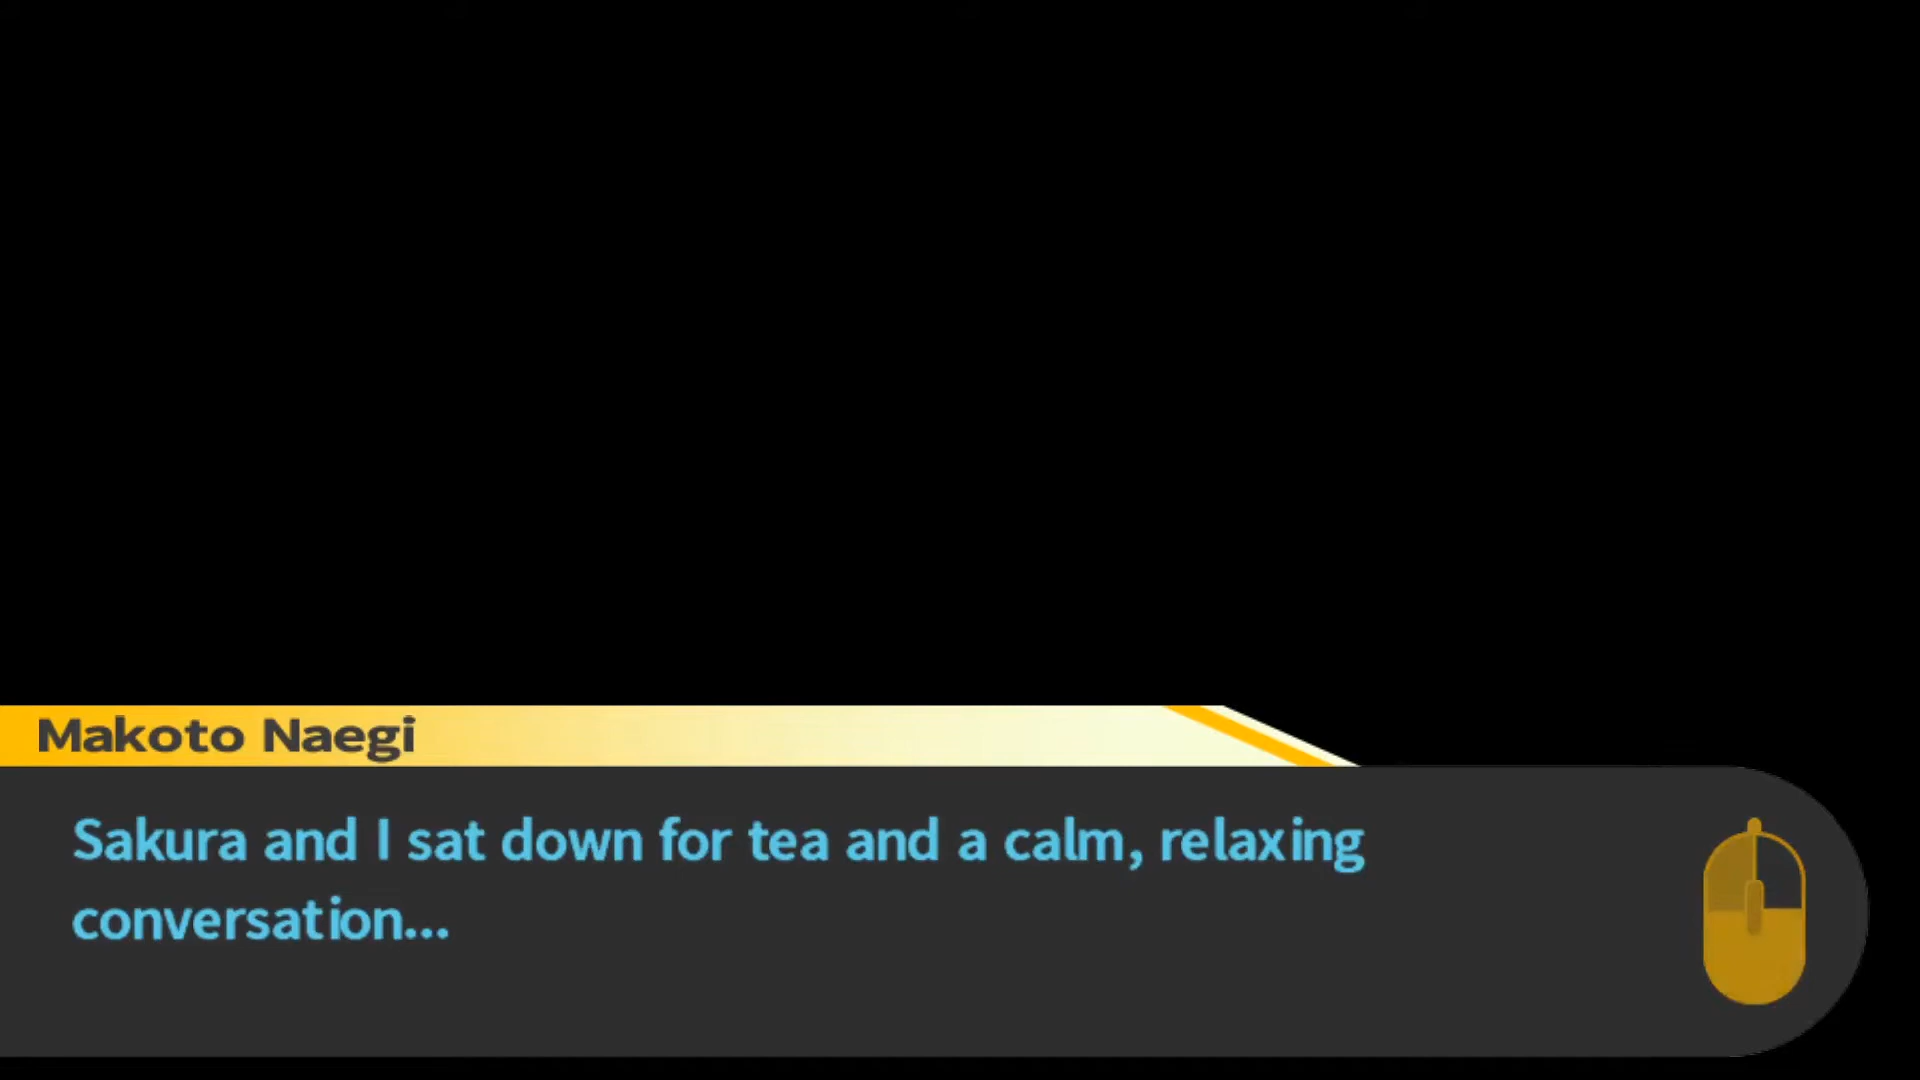 Makoto Naegi
Sakura and I sat down for tea and a calm, relaxing
conversation...